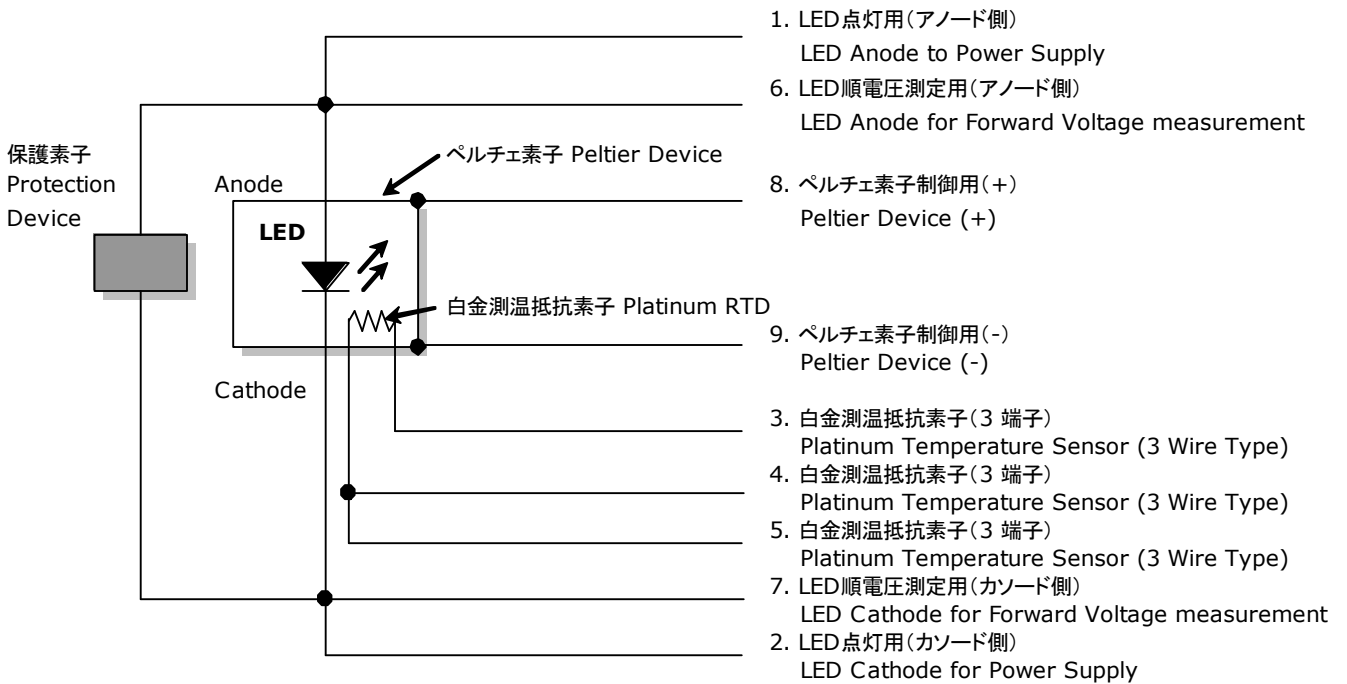 1. LED点灯用(アノード側)
LED Anode to Power Supply
6. LED順電圧測定用(アノード側)
LED Anode for Forward Voltage measurement
保護素子
Protection
Device
ペルチェ素子 Peltier Device
Anode
8. ペルチェ素子制御用(+)
Peltier Device (+)
LED
白金測温抵抗素子 Platinum RTD
9. ペルチェ素子制御用(-)
Peltier Device (-)
Cathode
3. 白金測温抵抗素子(3 端子)
Platinum Temperature Sensor (3 Wire Type)
4. 白金測温抵抗素子(3 端子)
Platinum Temperature Sensor (3 Wire Type)
5. 白金測温抵抗素子(3 端子)
Platinum Temperature Sensor (3 Wire Type)
7. LED順電圧測定用(カソード側)
LED Cathode for Forward Voltage measurement
2. LED点灯用(カソード側)
LED Cathode for Power Supply